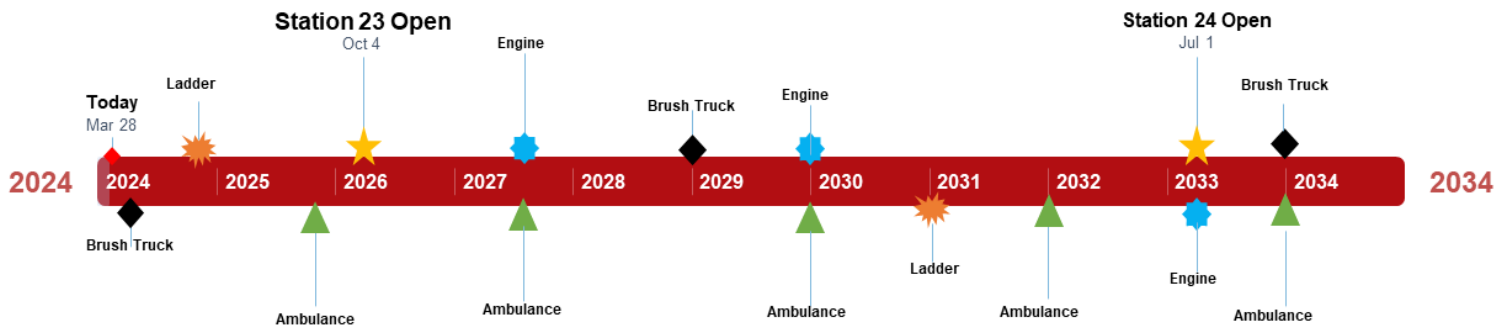 Station 23 Open
Oct 4
Station 24 Open
Jul 1
Engine
Ladder
Brush Truck
Engine
Brush Truck
Today
Mar 28
2024
2024
2025
2026
2027
2028
2029
2030
2031
2032
2033
2034
2034
Brush Truck
Ladder
Engine
Ambulance
Ambulance
Ambulance
Ambulance
Ambulance